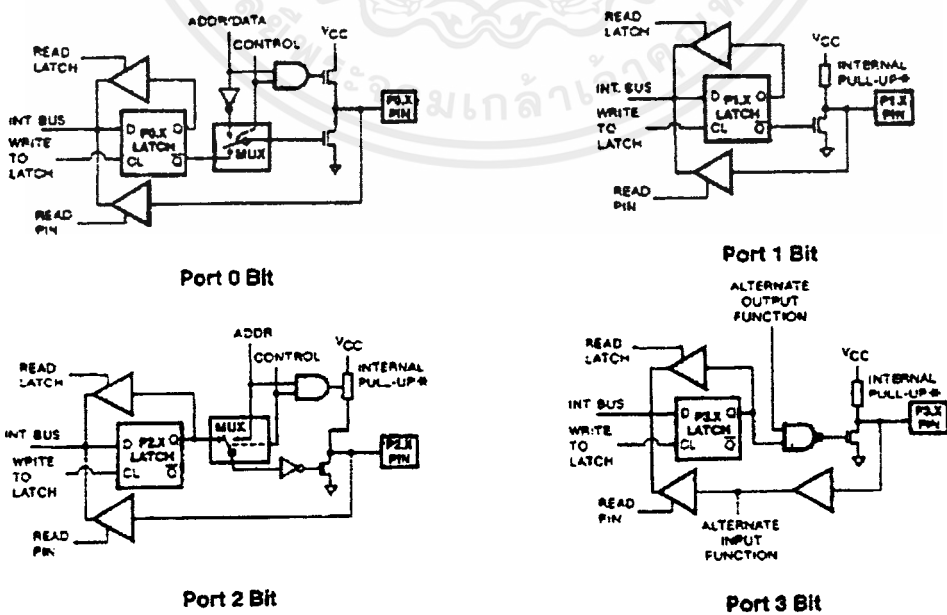 ADDR/DATA
CONTROL
VCC
READ
LATCH
INT BUS
WRITE
TO
LATCH
D
Q
P0.X
LATCH
CL
Q
MUX
P0.X
PIN
READ
PIN
Port 0 Bit
READ
LATCH
VCC
INTERNAL
PULL-UP*
INT. BUS
WRITE
TO
LATCH
D
Q
P1.X
LATCH
CL
Q
P1.X
PIN
READ
PIN
Port 1 Bit
ADDR
CONTROL
VCC
INTERNAL
PULL-UP*
READ
LATCH
INT BUS
WRITE
TO
LATCH
D
Q
P2.X
LATCH
CL
Q
MUX
P2.X
PIN
READ
PIN
Port 2 Bit
ALTERNATE
OUTPUT
FUNCTION
VCC
INTERNAL
PULL-UP*
READ
LATCH
INT BUS
WRITE
TO
LATCH
D
Q
P3.X
LATCH
CL
Q
P3.X
PIN
READ
PIN
ALTERNATE
INPUT
FUNCTION
Port 3 Bit